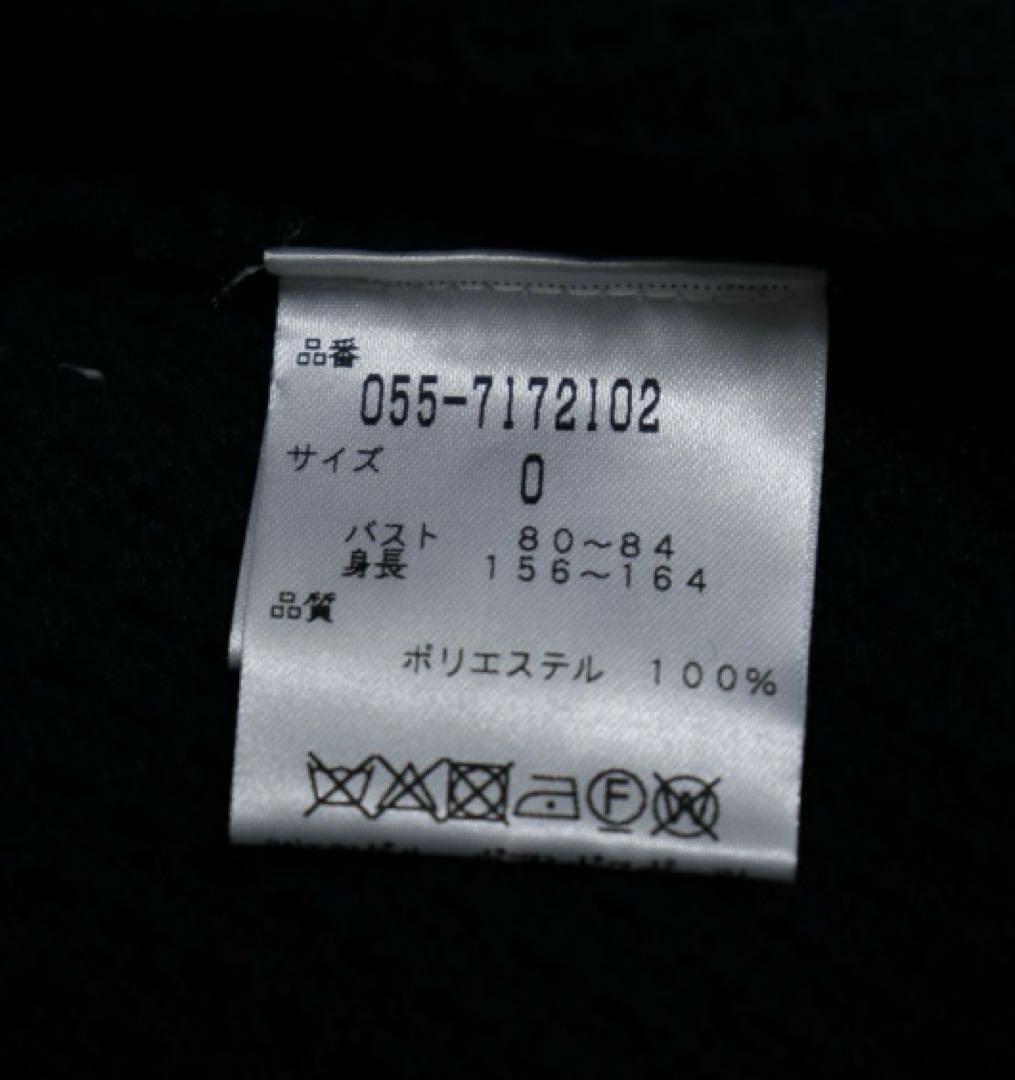 品番
055-7172102
サイズ 0
バスト 80~84
身長 156~164
品質
ポリエステル 100%
F W